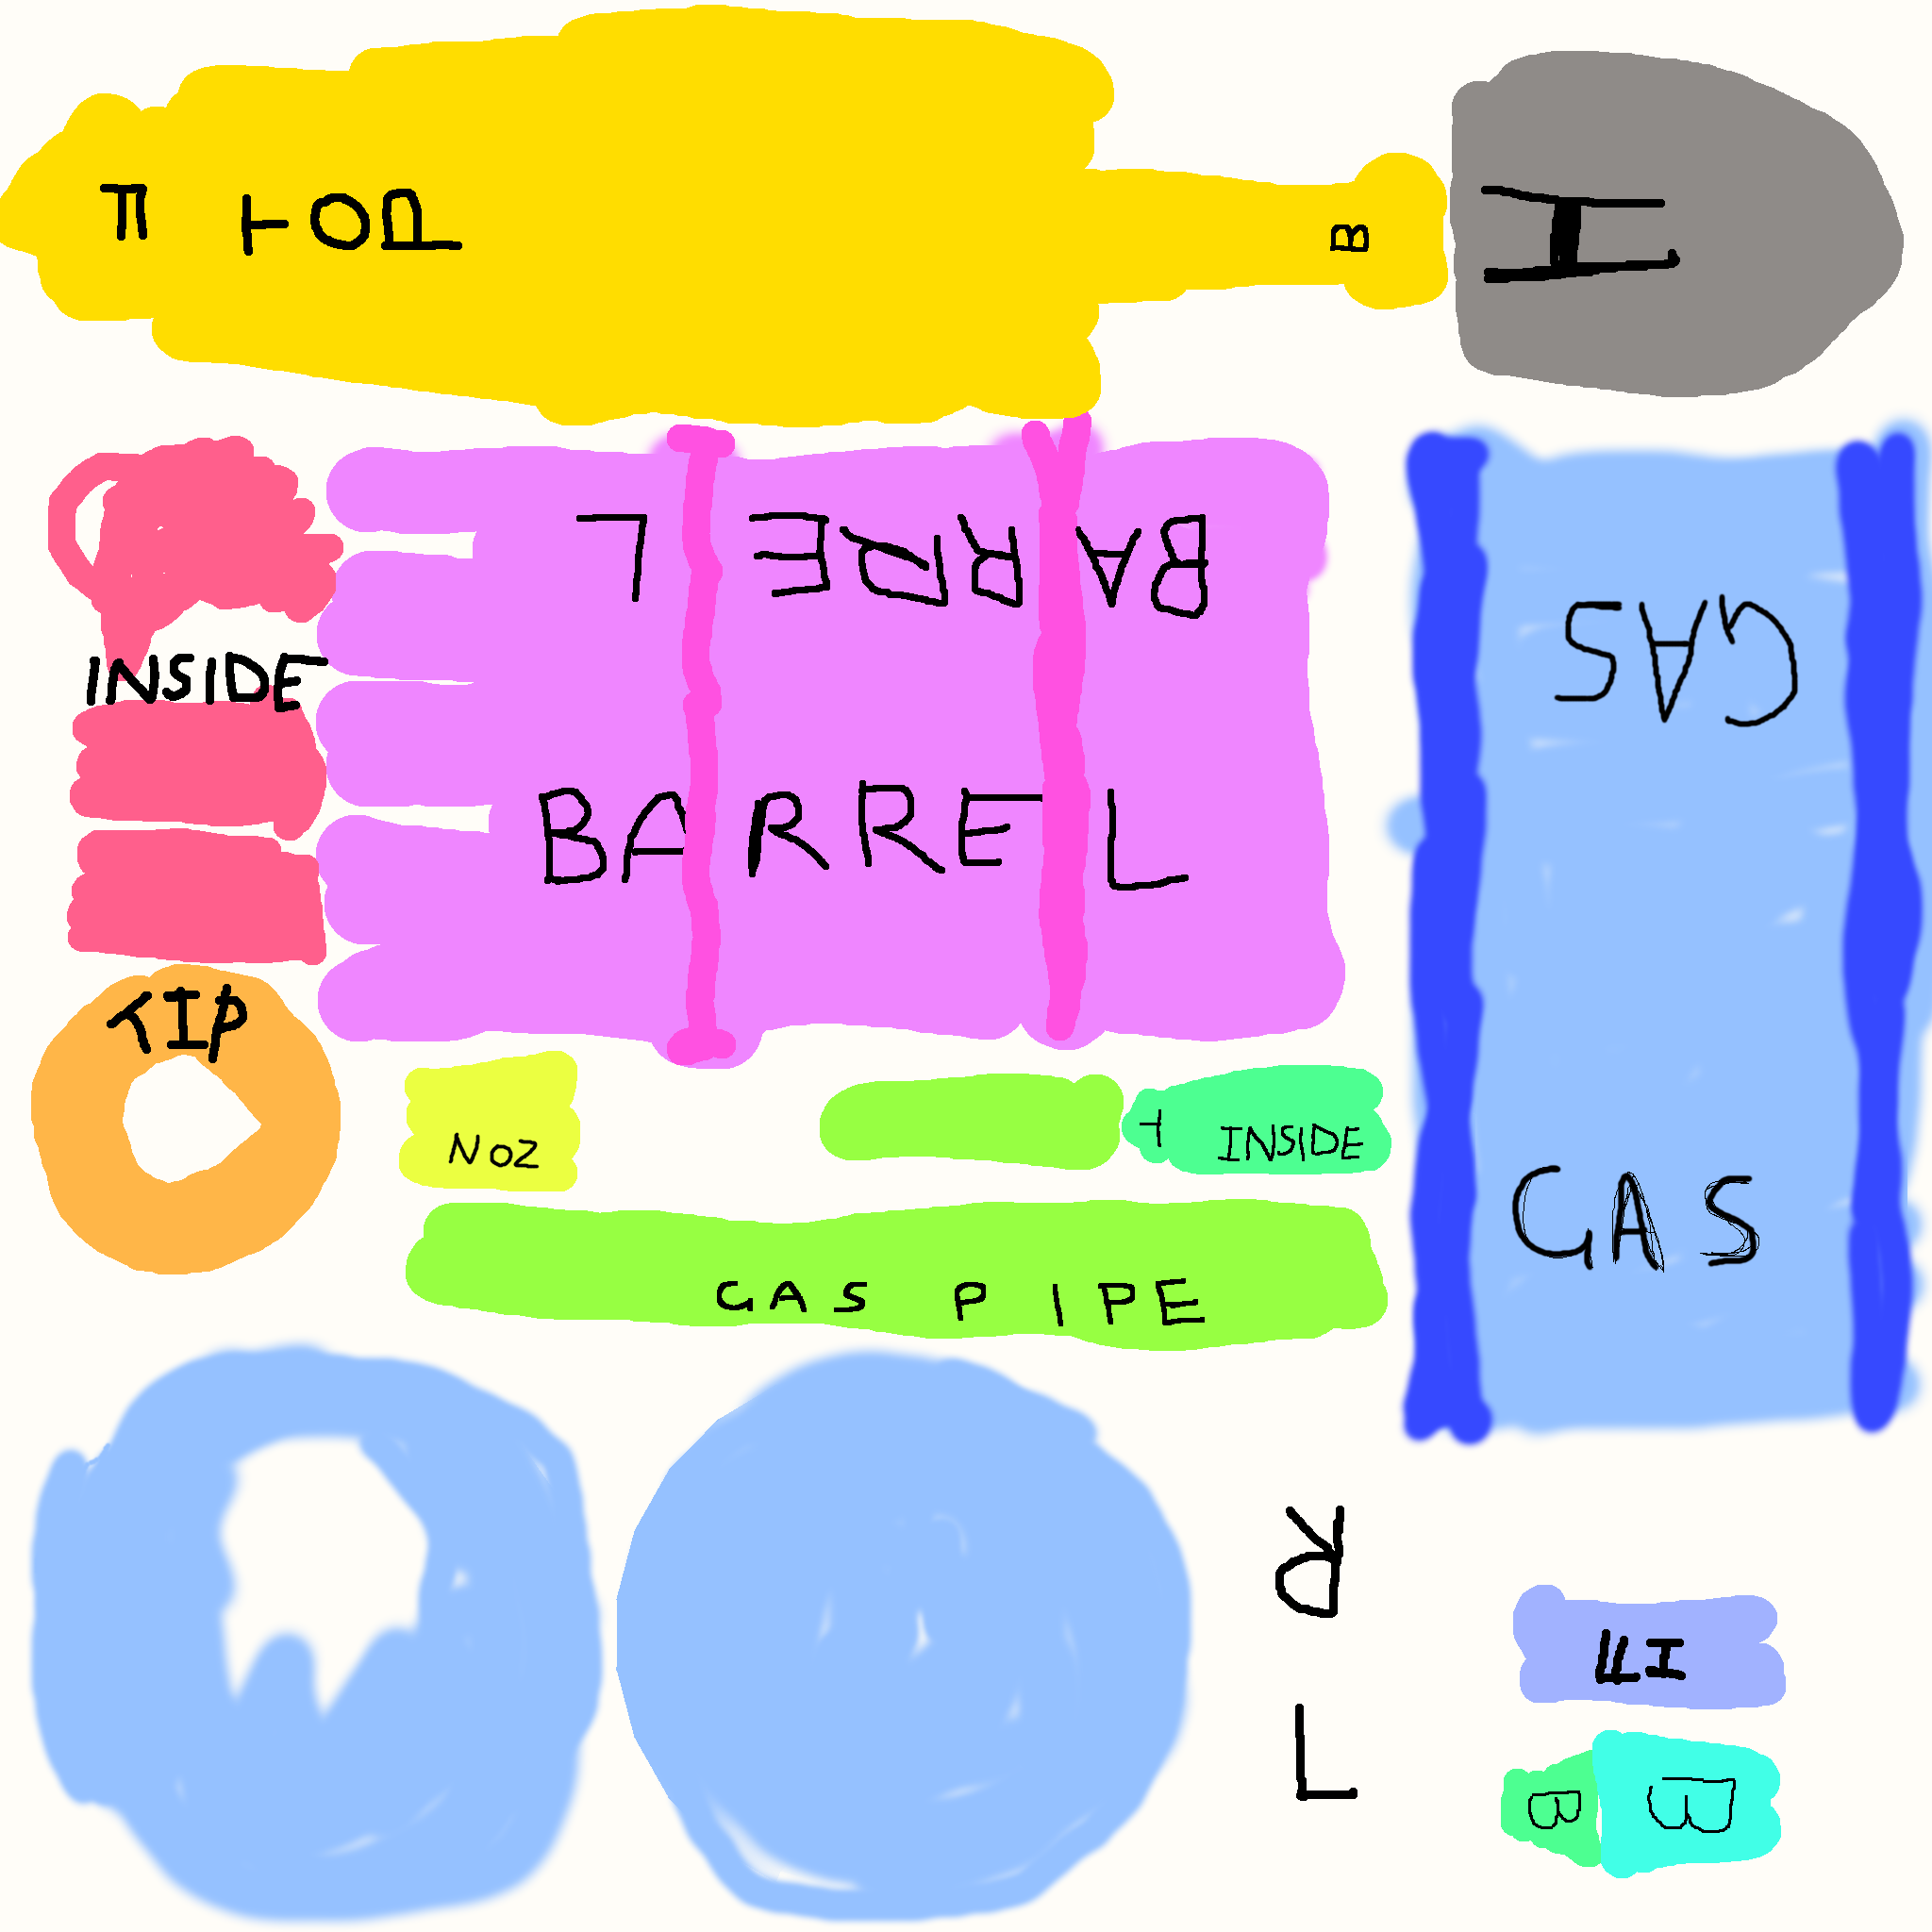 TOP
B
H
BARREL
GAS
INSIDE
BARREL
TIP
NOZ
T
INSIDE
GAS
GAS PIPE
R
L
B
B